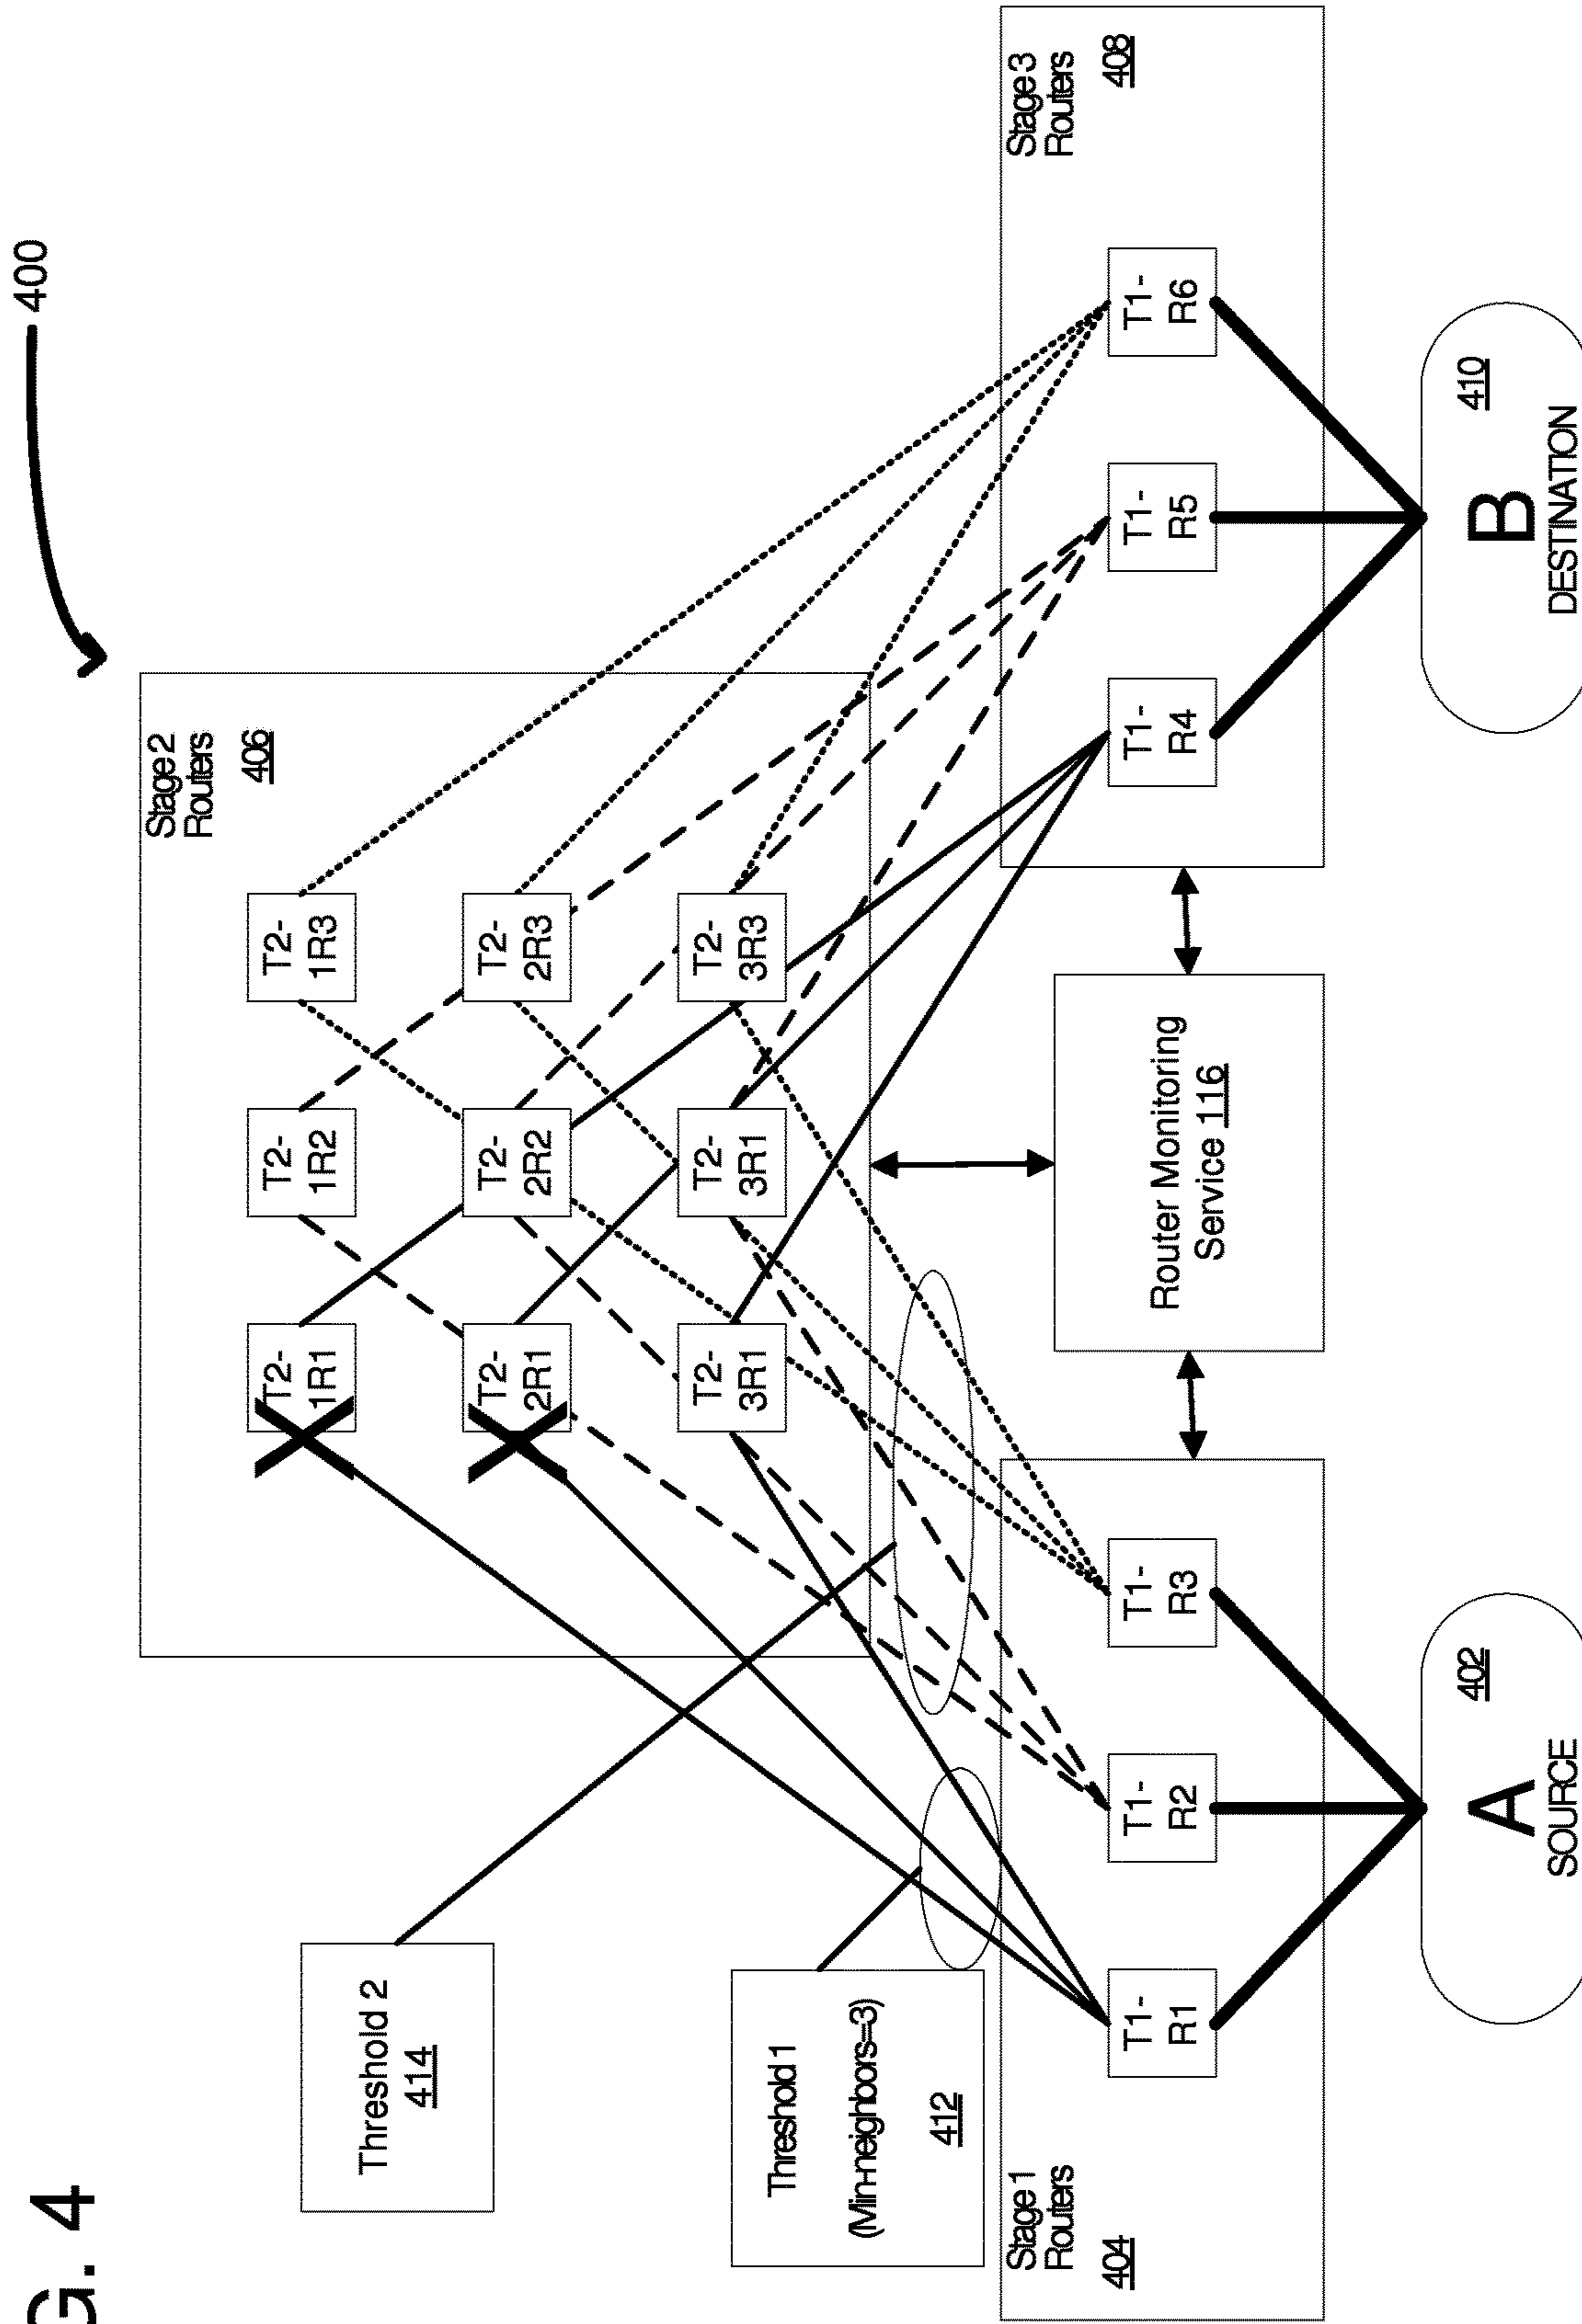 G. 4
400
Stage 2
Routers
406
T2-
1R1
T2-
1R2
T2-
1R3
T2-
2R1
T2-
2R2
T2-
2R3
T2-
3R1
T2-
3R1
T2-
3R3
Threshold 2
414
Threshold 1
(Min-neighbors=3)
412
Stage 1
Routers
404
T1-
R1
T1-
R2
T1-
R3
Router Monitoring
Service 116
Stage 3
Routers
408
T1-
R4
T1-
R5
T1-
R6
A
402
SOURCE
B
410
DESTINATION